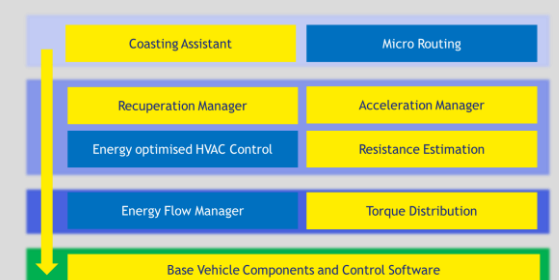 Coasting Assistant
Micro Routing
Recuperation Manager
Acceleration Manager
Energy optimised HVAC Control
Resistance Estimation
Energy Flow Manager
Torque Distribution
Base Vehicle Components and Control Software